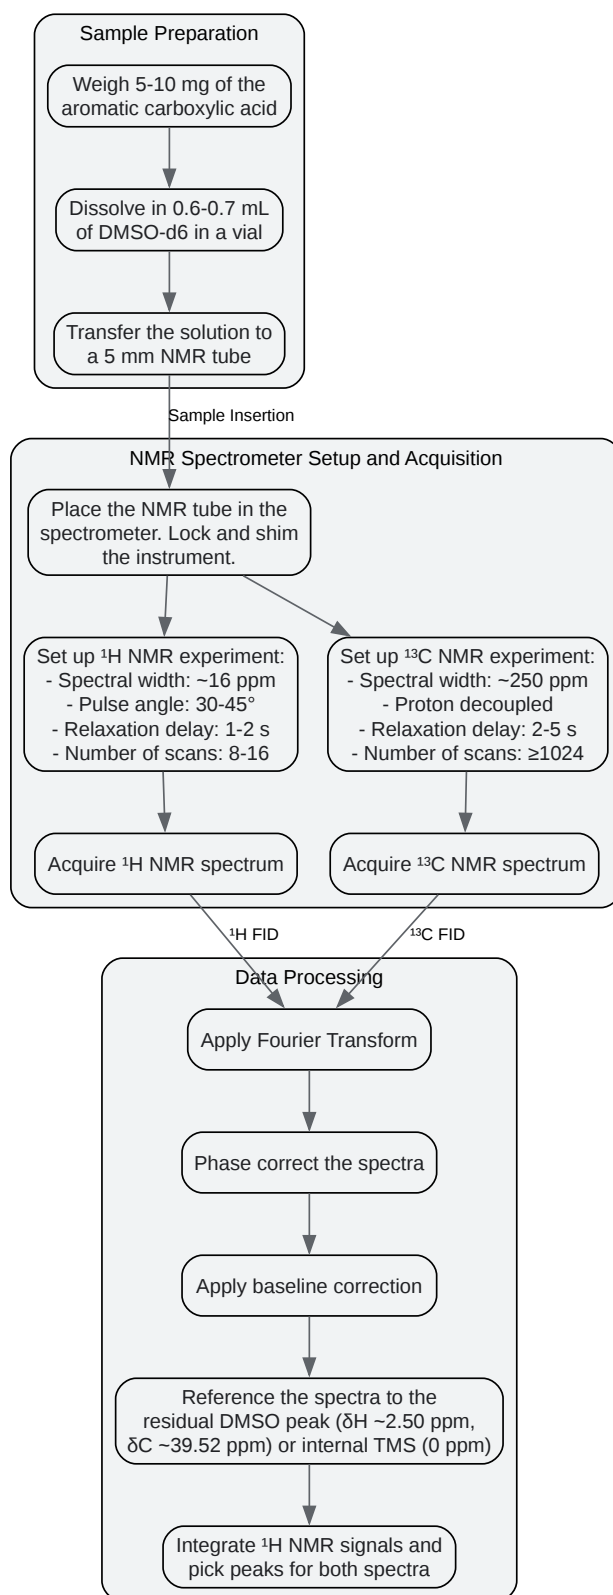 Sample Preparation
Weigh 5-10 mg of the
aromatic carboxylic acid
Dissolve in 0.6-0.7 mL
of DMSO-d6 in a vial
Transfer the solution to
a 5 mm NMR tube
Sample Insertion
NMR Spectrometer Setup and Acquisition
Place the NMR tube in the
spectrometer. Lock and shim
the instrument.
Set up ¹H NMR experiment:
- Spectral width: ~16 ppm
- Pulse angle: 30-45°
- Relaxation delay: 1-2 s
- Number of scans: 8-16
Set up ¹³C NMR experiment:
- Spectral width: ~250 ppm
- Proton decoupled
- Relaxation delay: 2-5 s
- Number of scans: ≥1024
Acquire ¹H NMR spectrum
Acquire ¹³C NMR spectrum
¹H FID
¹³C FID
Data Processing
Apply Fourier Transform
Phase correct the spectra
Apply baseline correction
Reference the spectra to the
residual DMSO peak (δH ~2.50 ppm,
δC ~39.52 ppm) or internal TMS (0 ppm)
Integrate ¹H NMR signals and
pick peaks for both spectra